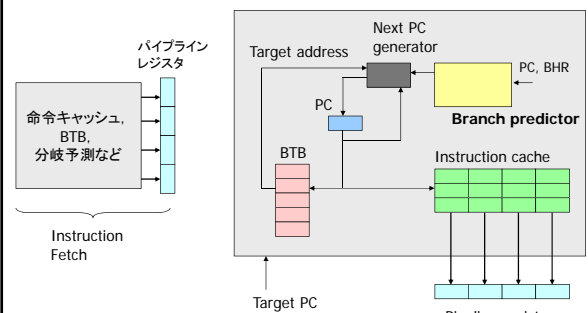 パイプライン
レジスタ
命令キャッシュ,
BTB,
分岐予測など
Instruction
Fetch
Next PC
generator
Target address
PC, BHR
PC
Branch predictor
BTB
Instruction cache
Target PC